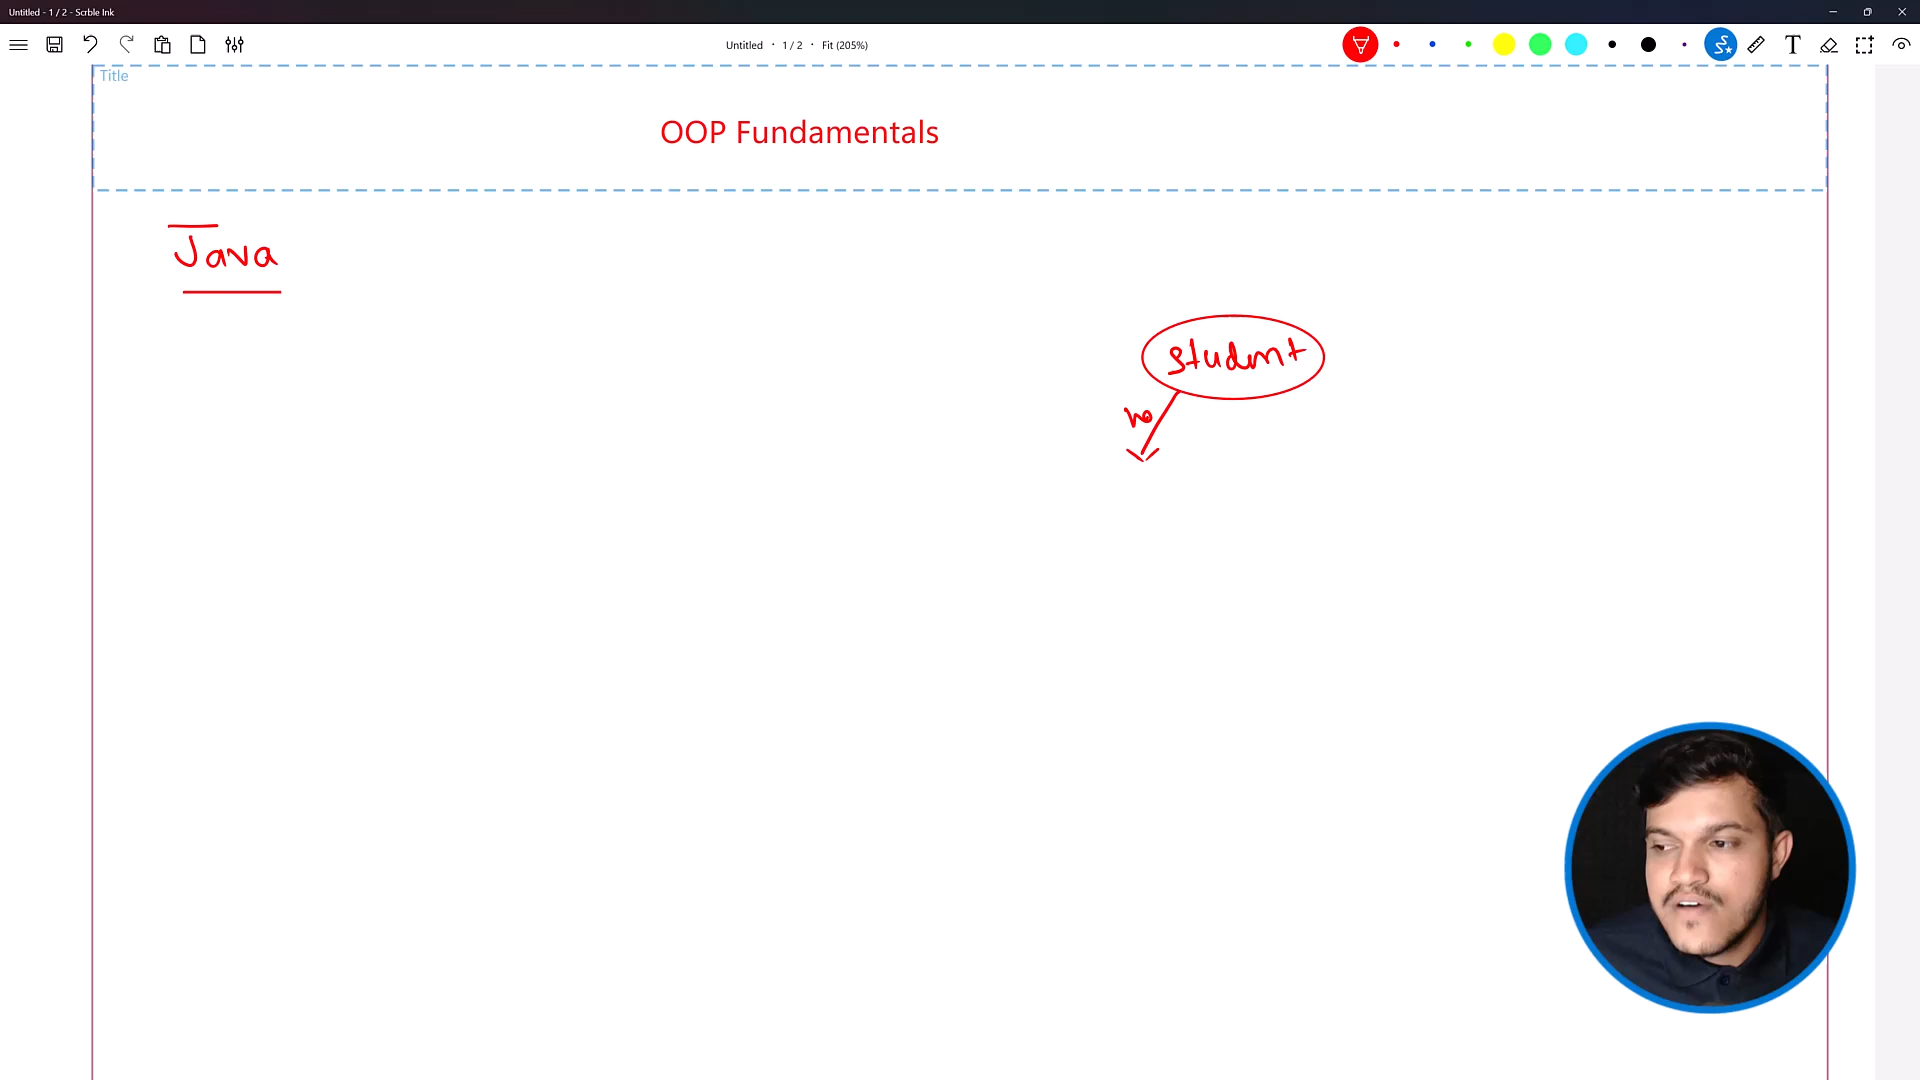 Untitled - 1 / 2 - Scrble Ink
Untitled · 1 / 2 · Fit (205%)
T
Title
OOP Fundamentals
Java
Student